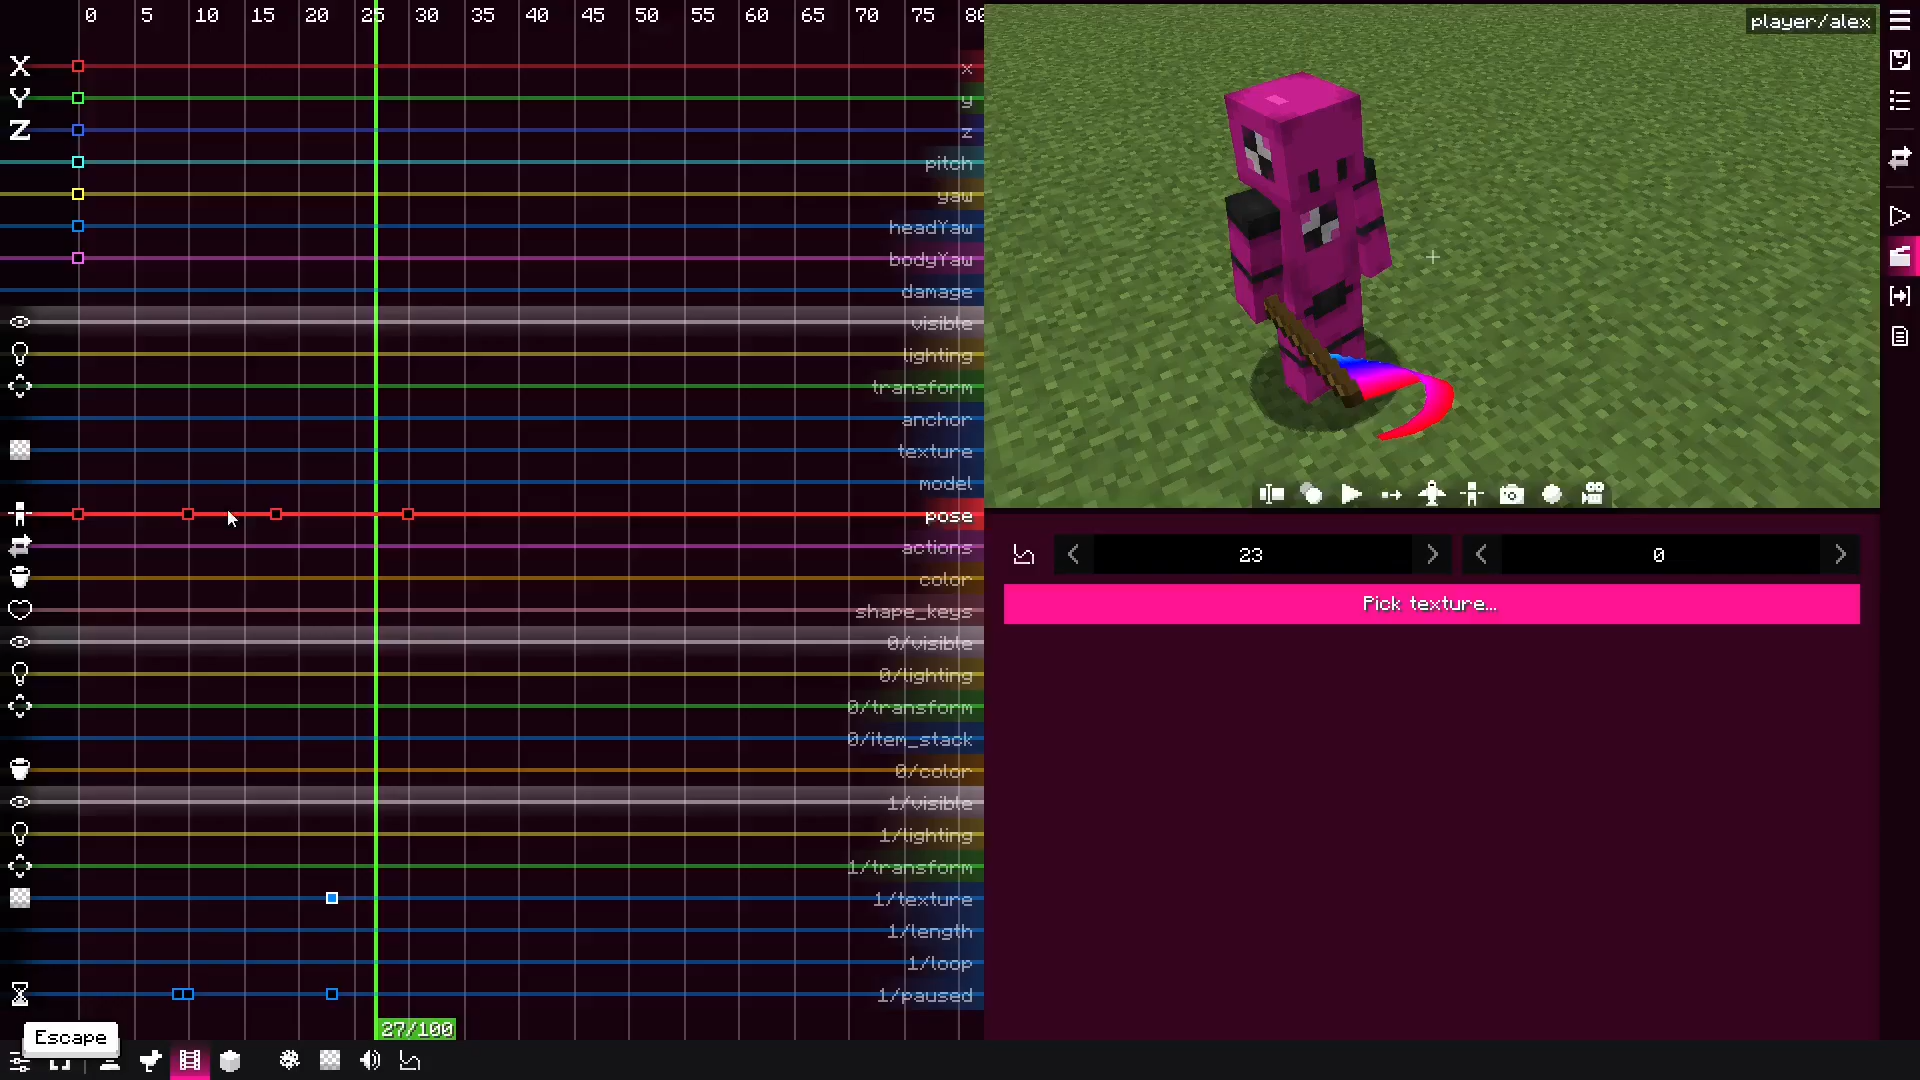 0 5 10 15 20 25 30 35 40 45 50 55 60 65 70 75 80
player/alex
X x
Y y
Z z
pitch
yaw
headYaw
bodyYaw
damage
visible
lighting
transform
anchor
texture
model
pose
actions
color
shape_keys
0/visible
0/lighting
0/transform
0/item_stack
0/color
1/visible
1/lighting
1/transform
1/texture
1/length
1/loop
1/paused
27/100
Escape
23 0
Pick texture…